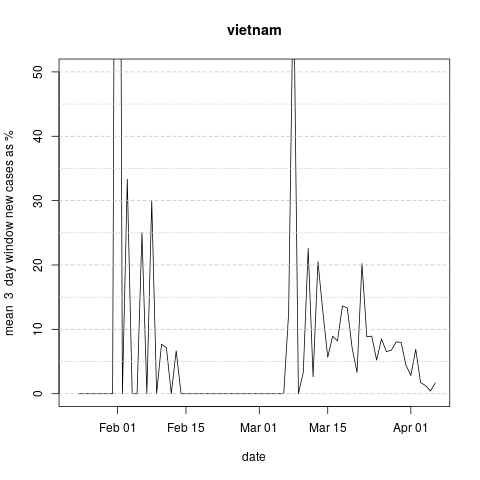 vietnam
mean 3 day window new cases as %
50
40
30
20
10
0
Feb 01
Feb 15
Mar 01
Mar 15
Apr 01
date